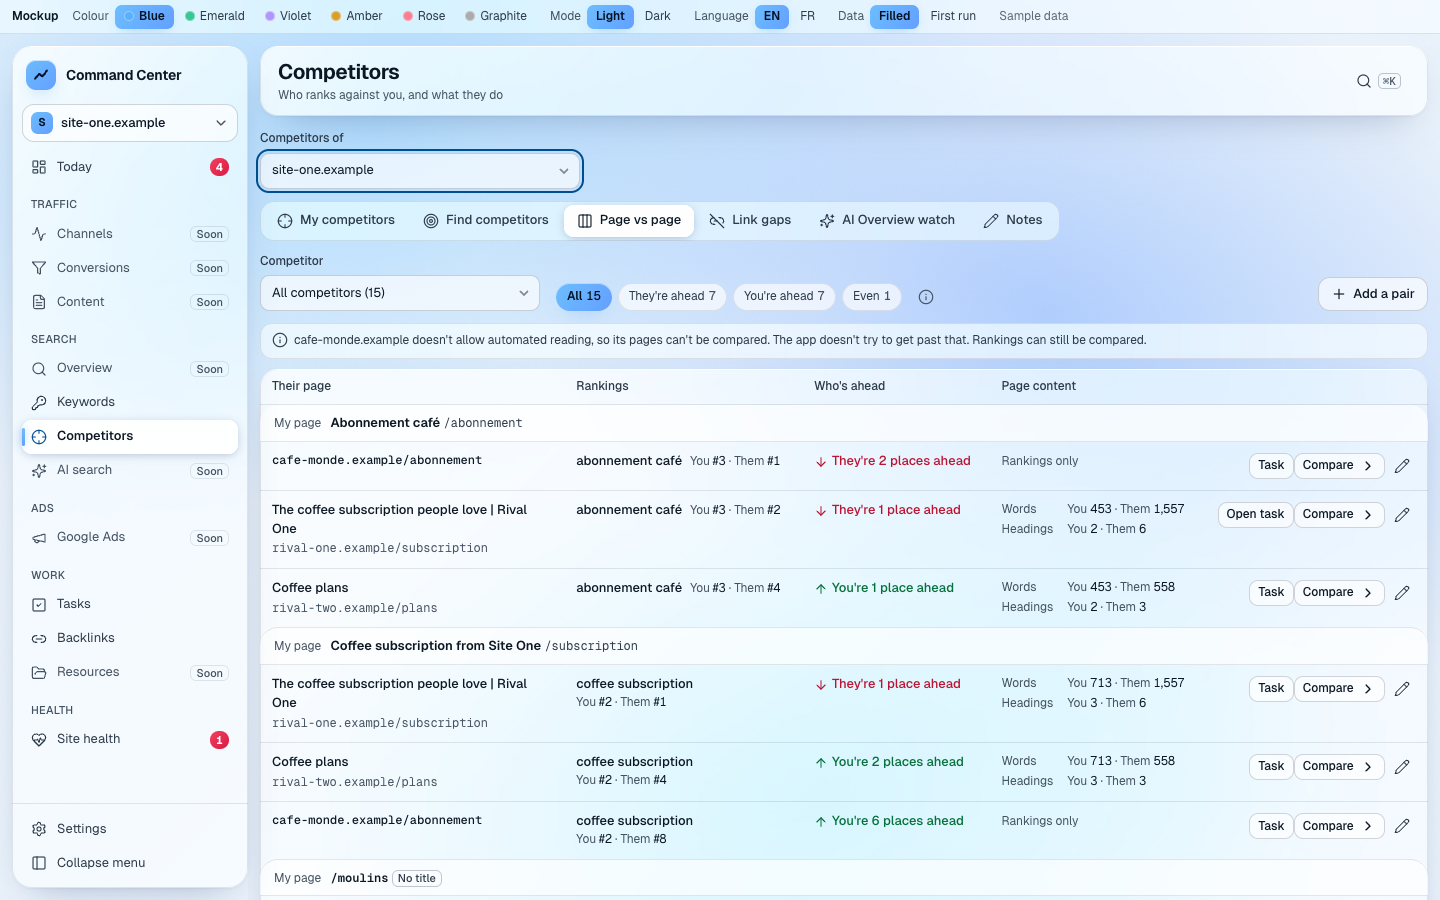 Mockup Colour Blue Emerald Violet Amber Rose Graphite Mode Light Dark Language EN FR Data Filled First run Sample data
Command Center
S site-one.example
Today 4
TRAFFIC
Channels Soon
Conversions Soon
Content Soon
SEARCH
Overview Soon
Keywords
Competitors
AI search Soon
ADS
Google Ads Soon
WORK
Tasks
Backlinks
Resources Soon
HEALTH
Site health 1
Settings
Collapse menu
Competitors
Who ranks against you, and what they do
⌘K
Competitors of
site-one.example
My competitors Find competitors Page vs page Link gaps AI Overview watch Notes
Competitor
All competitors (15) All 15 They're ahead 7 You're ahead 7 Even 1 Add a pair
cafe-monde.example doesn't allow automated reading, so its pages can't be compared. The app doesn't try to get past that. Rankings can still be compared.
Their page Rankings Who's ahead Page content
My page Abonnement café /abonnement
cafe-monde.example/abonnement abonnement café You #3 · Them #1 They're 2 places ahead Rankings only Task Compare
The coffee subscription people love | Rival abonnement café You #3 · Them #2 They're 1 place ahead Words You 453 · Them 1,557 Open task Compare
One Headings You 2 · Them 6
rival-one.example/subscription
Coffee plans abonnement café You #3 · Them #4 You're 1 place ahead Words You 453 · Them 558 Task Compare
rival-two.example/plans Headings You 2 · Them 3
My page Coffee subscription from Site One /subscription
The coffee subscription people love | Rival coffee subscription They're 1 place ahead Words You 713 · Them 1,557 Task Compare
One You #2 · Them #1 Headings You 3 · Them 6
rival-one.example/subscription
Coffee plans coffee subscription You're 2 places ahead Words You 713 · Them 558 Task Compare
rival-two.example/plans You #2 · Them #4 Headings You 3 · Them 3
cafe-monde.example/abonnement coffee subscription You're 6 places ahead Rankings only Task Compare
You #2 · Them #8
My page /moulins No title